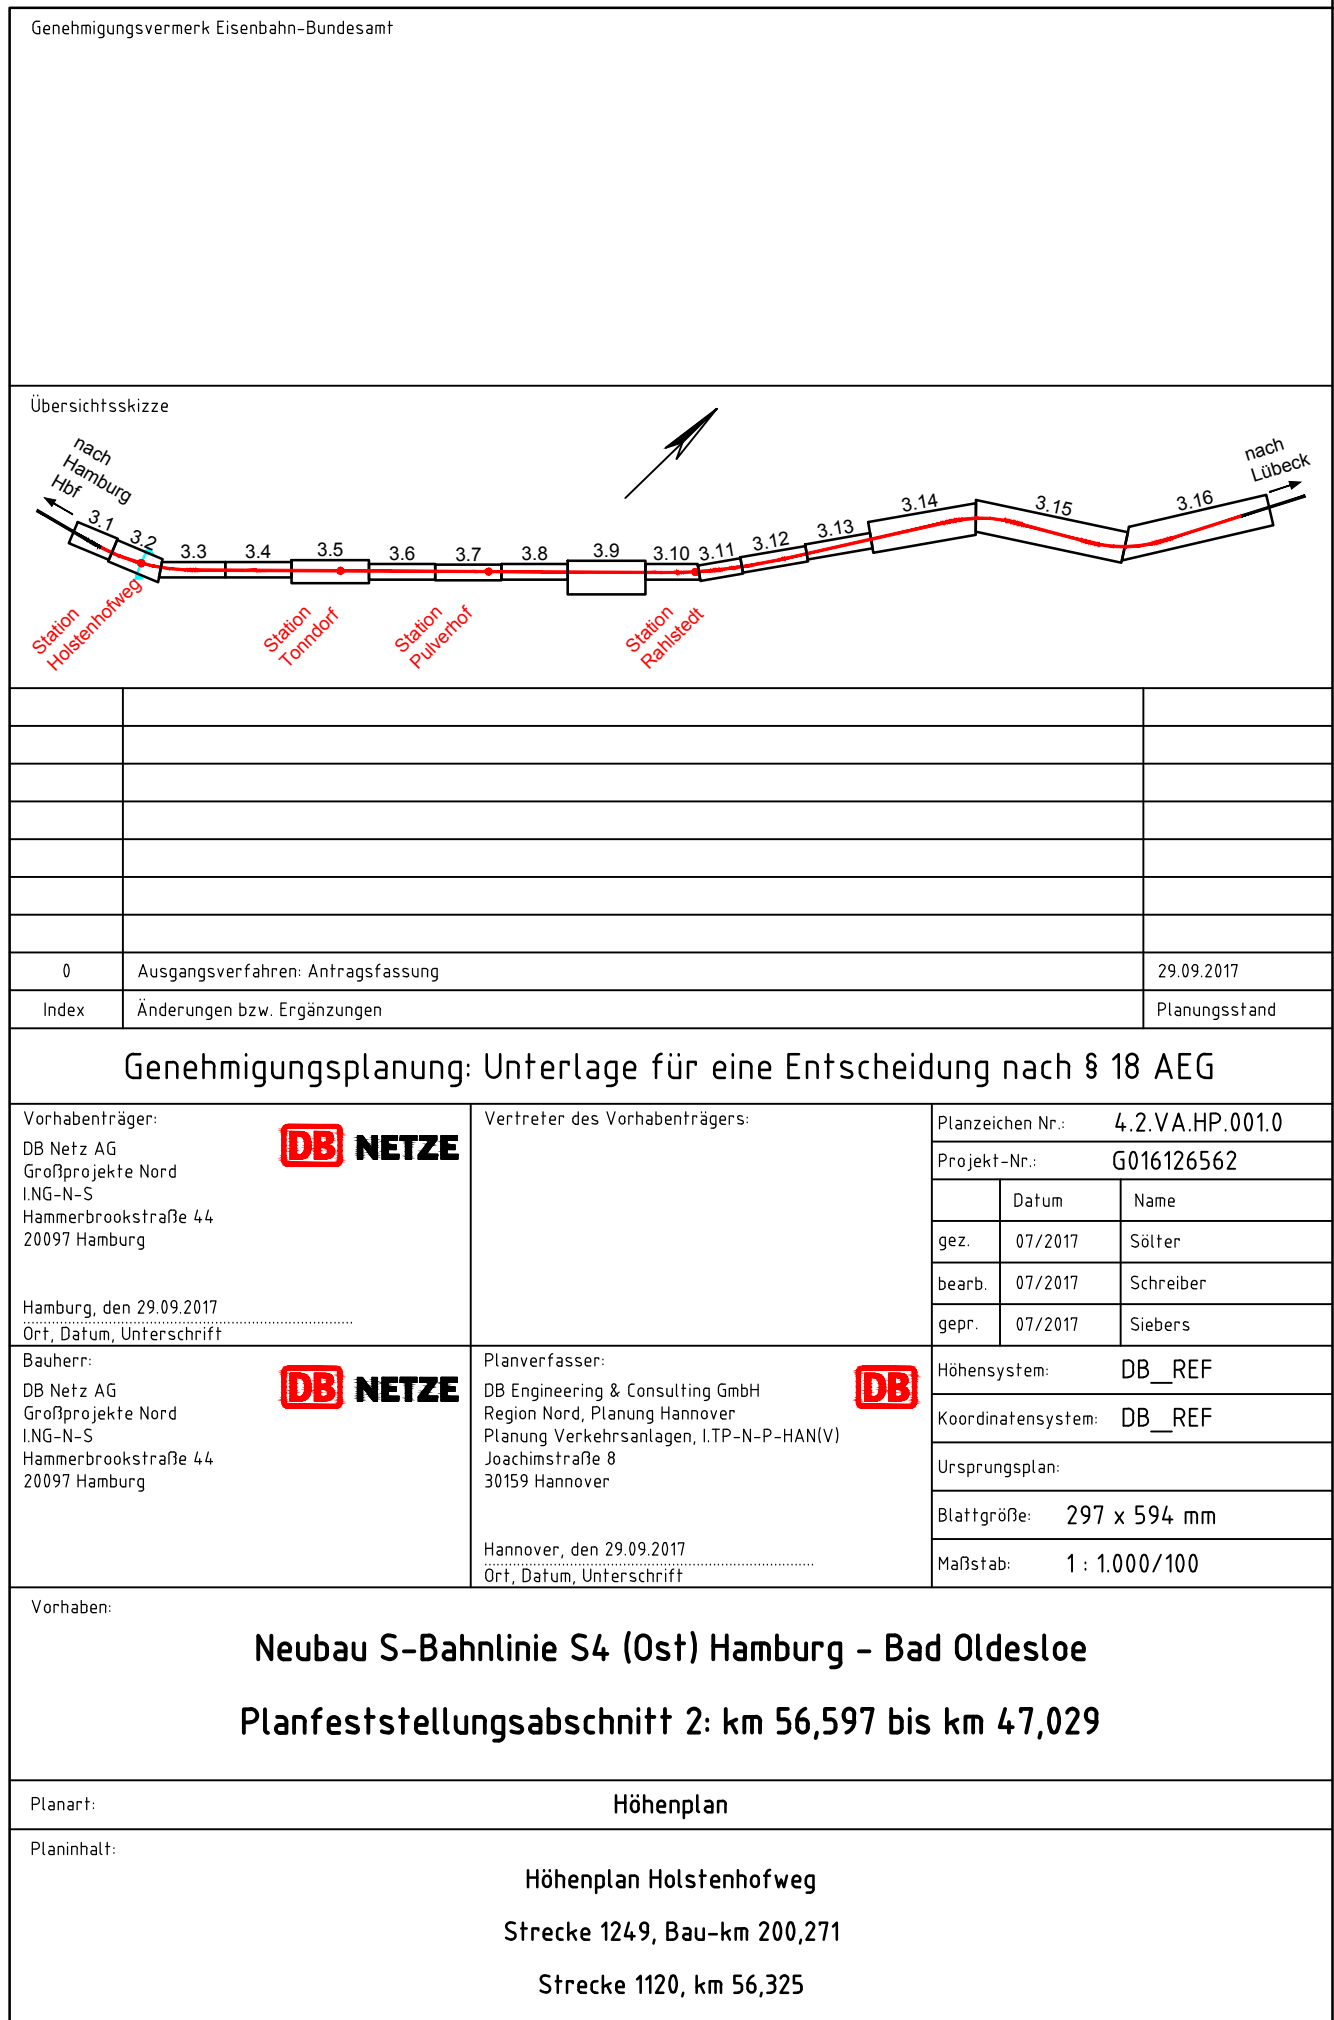 Genehmigungsvermerk Eisenbahn-Bundesamt
Übersichtsskizze
nach
Hamburg
Hbf
nach
Lübeck
3.1
3.2
3.3
3.4
3.5
3.6
3.7
3.8
3.9
3.10
3.11
3.12
3.13
3.14
3.15
3.16
Station
Holstenhofweg
Station
Tonndorf
Station
Pulverhof
Station
Rahlstedt
0 Ausgangsverfahren: Antragsfassung 29.09.2017
Index Änderungen bzw. Ergänzungen Planungsstand
Genehmigungsplanung: Unterlage für eine Entscheidung nach § 18 AEG
Vorhabenträger:
DB NETZE
DB Netz AG
Großprojekte Nord
I.NG-N-S
Hammerbrookstraße 44
20097 Hamburg
Hamburg, den 29.09.2017
Ort, Datum, Unterschrift
Vertreter des Vorhabenträgers:
Planzeichen Nr.: 4.2.VA.HP.001.0
Projekt-Nr.: G016126562
Datum Name
gez. 07/2017 Sölter
bearb. 07/2017 Schreiber
gepr. 07/2017 Siebers
Bauherr:
DB NETZE
DB Netz AG
Großprojekte Nord
I.NG-N-S
Hammerbrookstraße 44
20097 Hamburg
Planverfasser:
DB
DB Engineering & Consulting GmbH
Region Nord, Planung Hannover
Planung Verkehrsanlagen, I.TP-N-P-HAN(V)
Joachimstraße 8
30159 Hannover
Hannover, den 29.09.2017
Ort, Datum, Unterschrift
Höhensystem: DB_REF
Koordinatensystem: DB_REF
Ursprungsplan:
Blattgröße: 297 x 594 mm
Maßstab: 1 : 1.000/100
Vorhaben:
Neubau S-Bahnlinie S4 (Ost) Hamburg - Bad Oldesloe
Planfeststellungsabschnitt 2: km 56,597 bis km 47,029
Planart: Höhenplan
Planinhalt:
Höhenplan Holstenhofweg
Strecke 1249, Bau-km 200,271
Strecke 1120, km 56,325